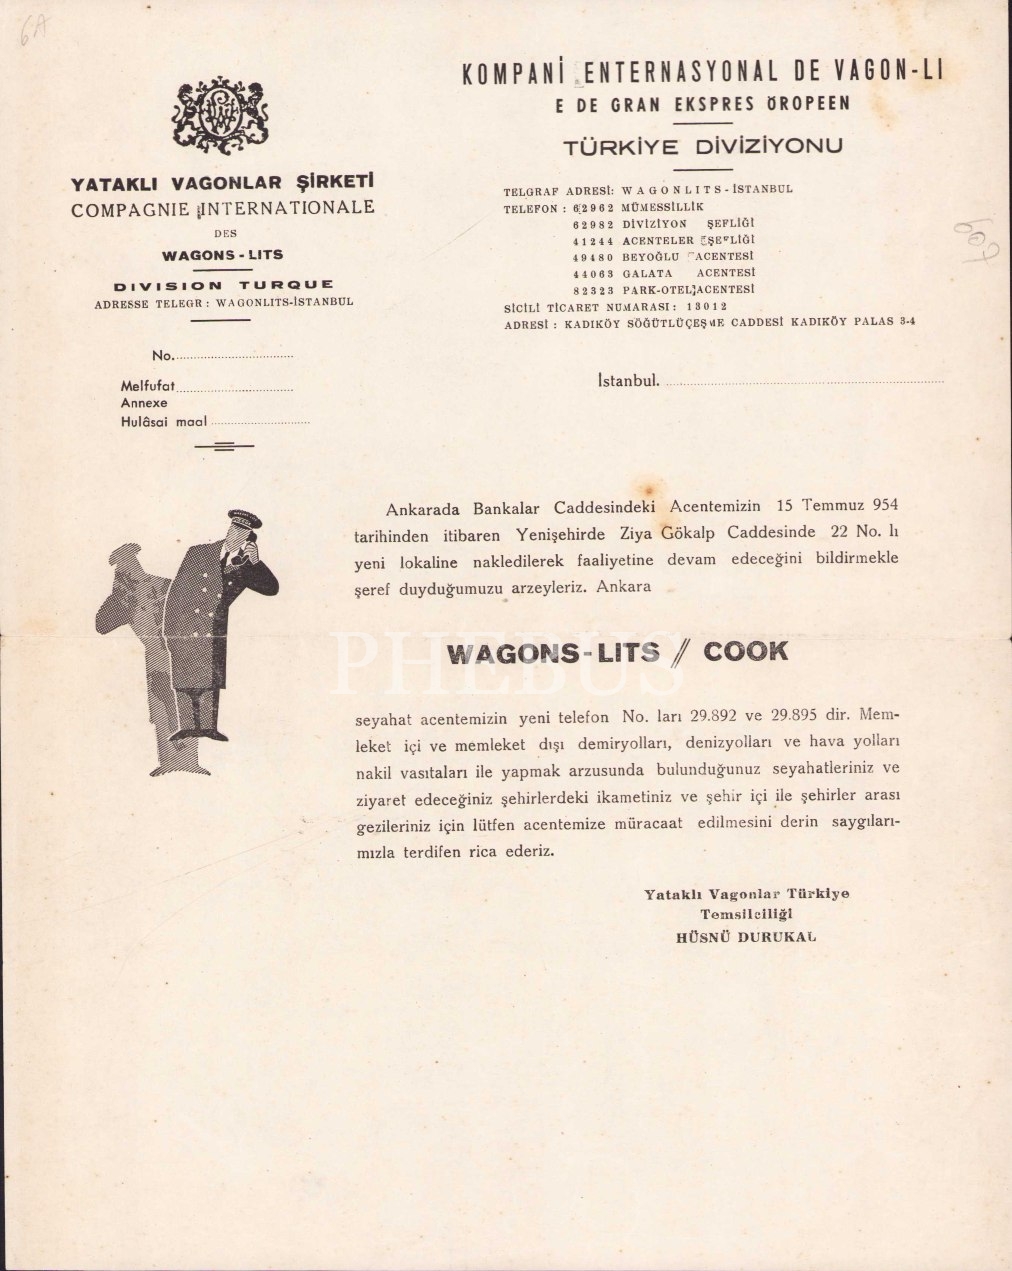 6A
YATAKLI VAGONLAR ŞİRKETİ
COMPAGNIE INTERNATIONALE
DES
WAGONS - LITS
DIVISION TURQUE
ADRESSE TELEGR : WAGONLITS-İSTANBUL
No.
Melfufat
Annexe
Hulâsai maal
KOMPANİ ENTERNASYONAL DE VAGON-LI
E DE GRAN EKSPRES ÖROPEEN
TÜRKİYE DİVİZİYONU
TELGRAF ADRESİ: WAGONLITS - İSTANBUL
TELEFON : 62962 MÜMESSİLLİK
62982 DİVİZİYON ŞEFLİĞİ
41244 ACENTELER ŞEFLİĞİ
49480 BEYOĞLU ACENTESİ
44063 GALATA ACENTESİ
82323 PARK-OTEL ACENTESİ
SİCİLİ TİCARET NUMARASI : 13012
ADRESİ : KADIKÖY SÖĞÜTLÜÇEŞME CADDESİ KADIKÖY PALAS 3-4
İstanbul.
Ankarada Bankalar Caddesindeki Acentemizin 15 Temmuz 954
tarihinden itibaren Yenişehirde Ziya Gökalp Caddesinde 22 No. lı
yeni lokaline nakledilerek faaliyetine devam edeceğini bildirmekle
şeref duyduğumuzu arzeyleriz. Ankara
PHEBUS
WAGONS - LITS // COOK
seyahat acentemizin yeni telefon No. ları 29.892 ve 29.895 dir. Mem-
leket içi ve memleket dışı demiryolları, denizyolları ve hava yolları
nakil vasıtaları ile yapmak arzusunda bulunduğunuz seyahatleriniz ve
ziyaret edeceğiniz şehirlerdeki ikametiniz ve şehir içi ile şehirler arası
gezileriniz için lütfen acentemize müracaat edilmesini derin saygıları-
mızla terdifen rica ederiz.
Yataklı Vagonlar Türkiye
Temsilciliği
HÜSNÜ DURUKAL